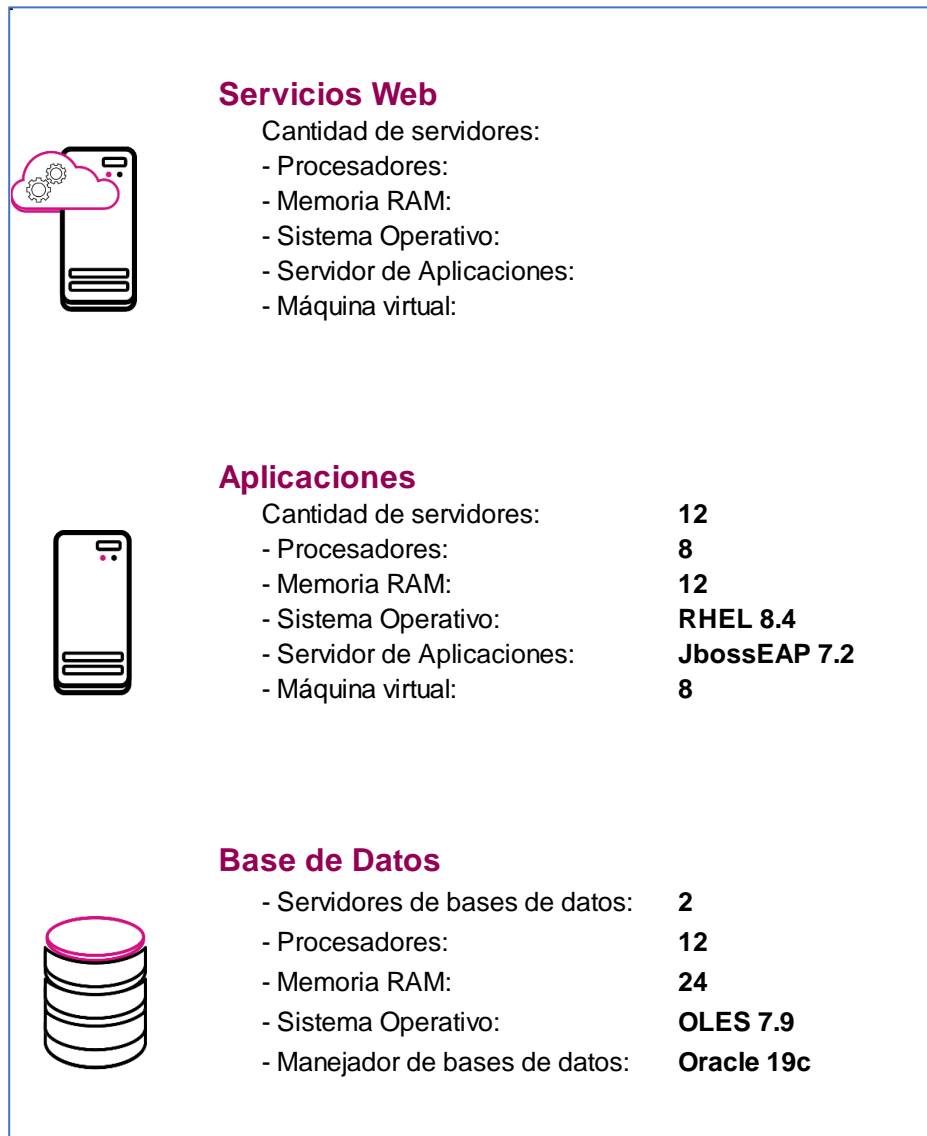 Servicios Web
Cantidad de servidores:
- Procesadores:
- Memoria RAM:
- Sistema Operativo:
- Servidor de Aplicaciones:
- Máquina virtual:
Aplicaciones
Cantidad de servidores: 12
- Procesadores: 8
- Memoria RAM: 12
- Sistema Operativo: RHEL 8.4
- Servidor de Aplicaciones: JbossEAP 7.2
- Máquina virtual: 8
Base de Datos
- Servidores de bases de datos: 2
- Procesadores: 12
- Memoria RAM: 24
- Sistema Operativo: OLES 7.9
- Manejador de bases de datos: Oracle 19c